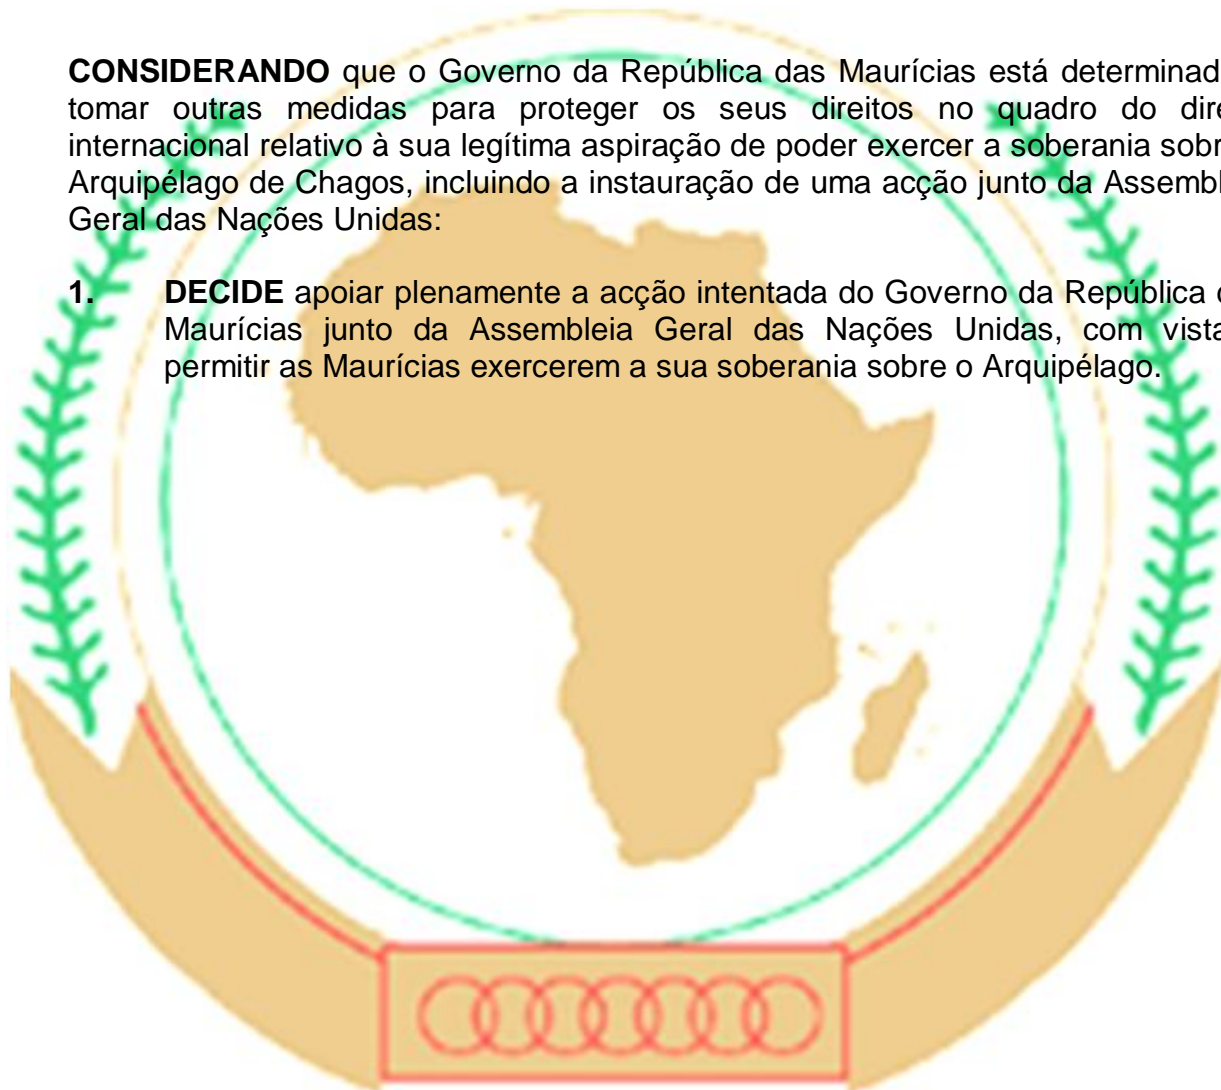 CONSIDERANDO que o Governo da República das Maurícias está determinad
tomar outras medidas para proteger os seus direitos no quadro do dire
internacional relativo à sua legítima aspiração de poder exercer a soberania sobr
Arquipélago de Chagos, incluindo a instauração de uma acção junto da Assembl
Geral das Nações Unidas:
1. DECIDE apoiar plenamente a acção intentada do Governo da República
Maurícias junto da Assembleia Geral das Nações Unidas, com vista
permitir as Maurícias exercerem a sua soberania sobre o Arquipélago.